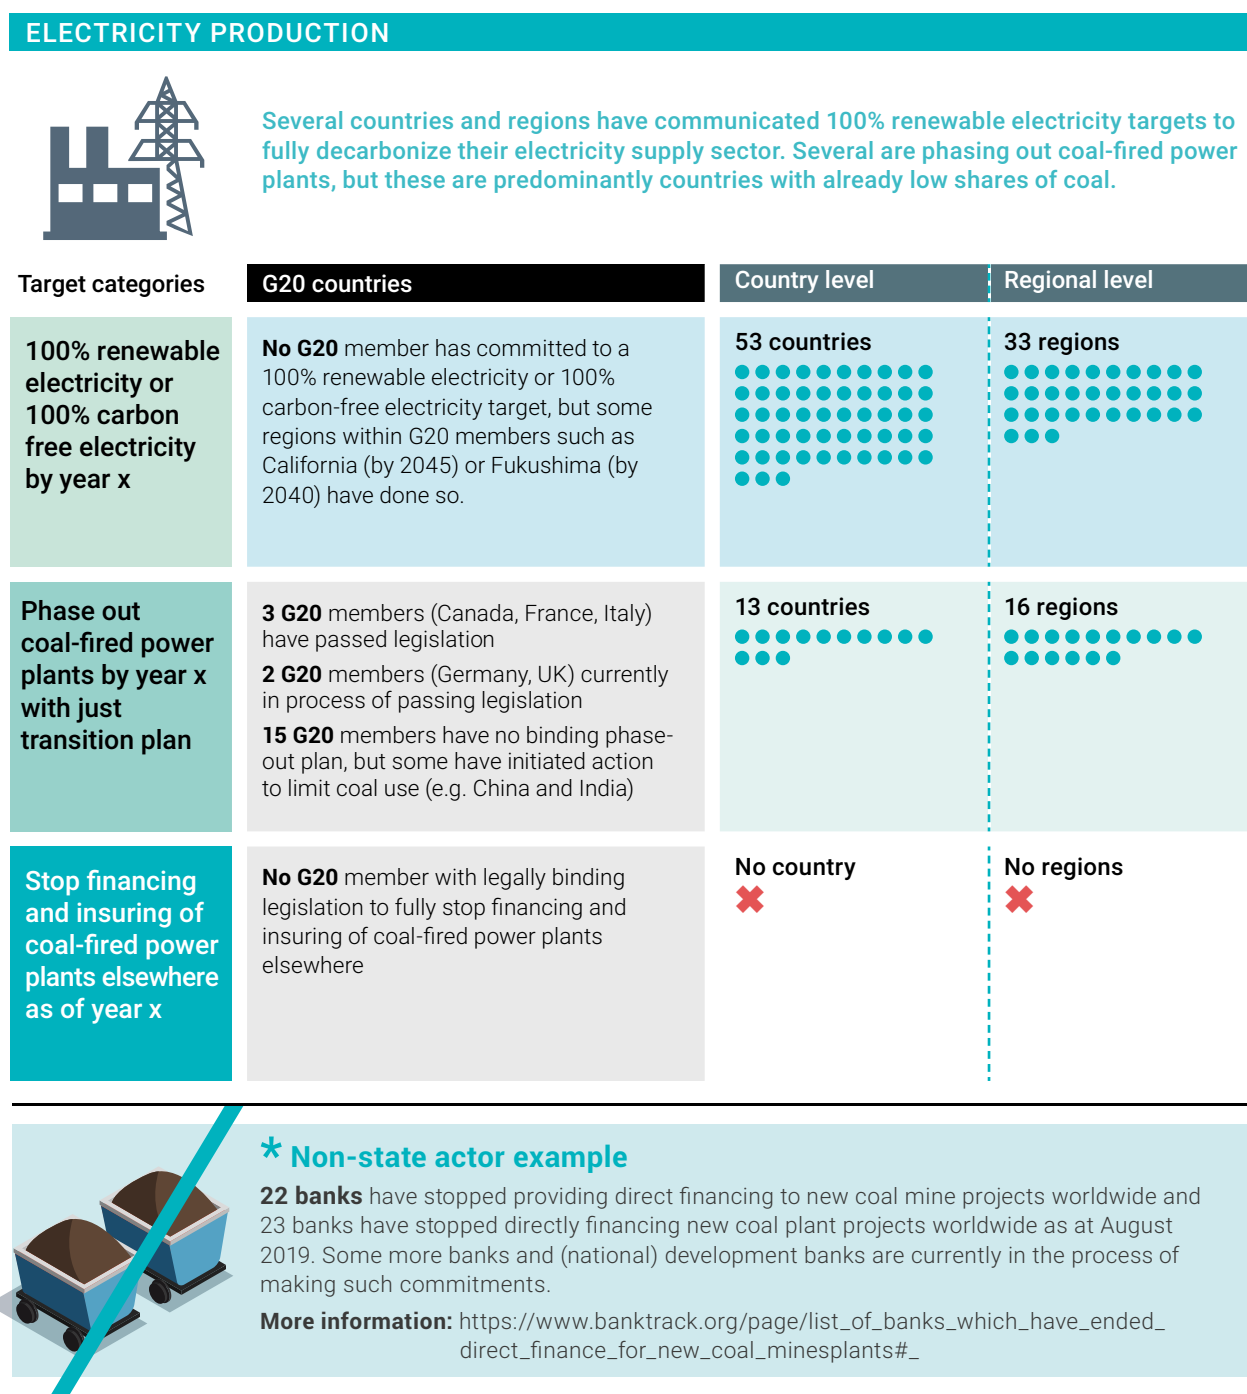 ELECTRICITY PRODUCTION
Several countries and regions have communicated 100% renewable electricity targets to
fully decarbonize their electricity supply sector. Several are phasing out coal-fired power
plants, but these are predominantly countries with already low shares of coal.
Target categories
G20 countries
Country level
Regional level
100% renewable
electricity or
100% carbon
free electricity
by year x
No G20 member has committed to a
100% renewable electricity or 100%
carbon-free electricity target, but some
regions within G20 members such as
California (by 2045) or Fukushima (by
2040) have done so.
53 countries
33 regions
Phase out
coal-fired power
plants by year x
with just
transition plan
3 G20 members (Canada, France, Italy)
have passed legislation
2 G20 members (Germany, UK) currently
in process of passing legislation
15 G20 members have no binding phase-
out plan, but some have initiated action
to limit coal use (e.g. China and India)
13 countries
16 regions
Stop financing
and insuring of
coal-fired power
plants elsewhere
as of year x
No G20 member with legally binding
legislation to fully stop financing and
insuring of coal-fired power plants
elsewhere
No country
No regions
* Non-state actor example
22 banks have stopped providing direct financing to new coal mine projects worldwide and
23 banks have stopped directly financing new coal plant projects worldwide as at August
2019. Some more banks and (national) development banks are currently in the process of
making such commitments.
More information: https://www.banktrack.org/page/list_of_banks_which_have_ended_
direct_finance_for_new_coal_minesplants#_